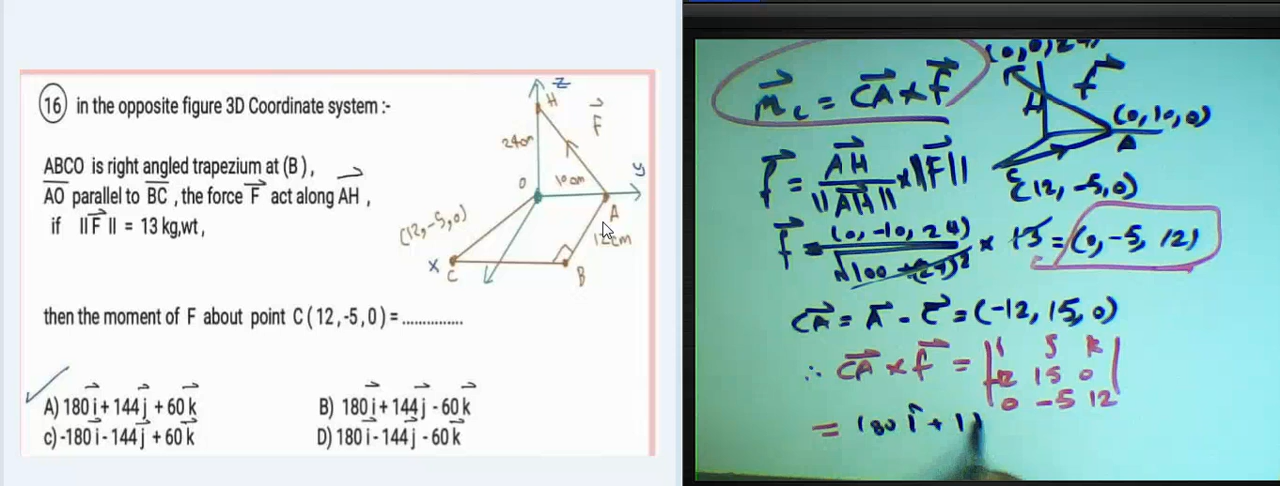 16 in the opposite figure 3D Coordinate system :-
ABCO is right angled trapezium at (B),
AO parallel to BC , the force F act along AH ,
if ||F|| = 13 kg,wt ,
then the moment of F about point C ( 12 , -5 , 0 ) = ..............
A) 180 i + 144 j + 60 k
B) 180 i + 144 j - 60 k
c) -180 i - 144 j + 60 k
D) 180 i - 144 j - 60 k
z
H
F
24cm
y
O
10cm
A
12cm
(12,-5,0)
x
C
B
M c = CA × F
F
H
(0,10,0)
A
(12, -5, 0)
F = AH / ||AH|| × ||F||
F = (0, -10, 24) / √100 + (24)² × 13 = (0, -5, 12)
CA = A - C = (-12, 15, 0)
∴ CA × F = | i j k
-12 15 0
0 -5 12 |
= 180 i + 1